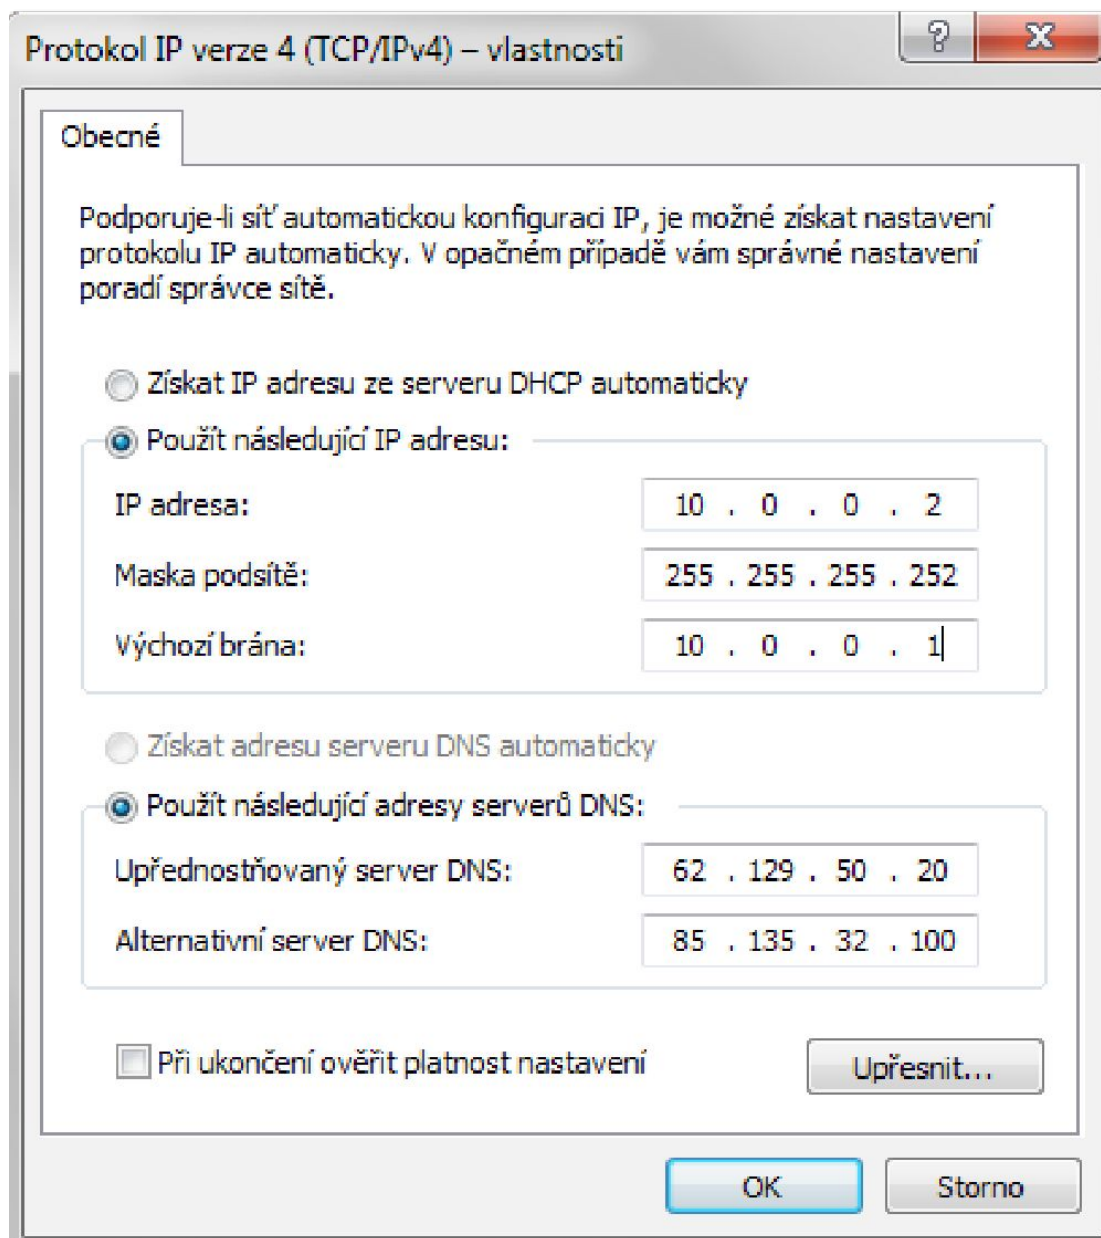 Protokol IP verze 4 (TCP/IPv4) – vlastnosti
Obecné
Podporuje-li síť automatickou konfiguraci IP, je možné získat nastavení
protokolu IP automaticky. V opačném případě vám správné nastavení
poradí správce sítě.
Získat IP adresu ze serveru DHCP automaticky
Použít následující IP adresu:
IP adresa: 10 . 0 . 0 . 2
Maska podsítě: 255 . 255 . 255 . 252
Výchozí brána: 10 . 0 . 0 . 1
Získat adresu serveru DNS automaticky
Použít následující adresy serverů DNS:
Upřednostňovaný server DNS: 62 . 129 . 50 . 20
Alternativní server DNS: 85 . 135 . 32 . 100
Při ukončení ověřit platnost nastavení
Upřesnit...
OK Storno